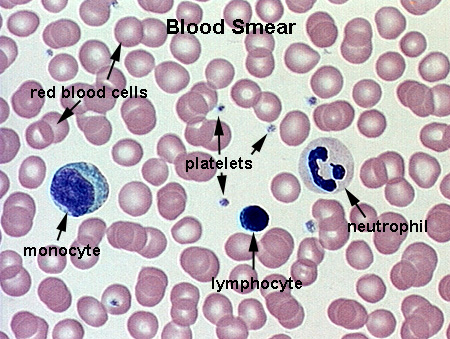 Blood Smear
red blood cells
platelets
monocyte
neutrophil
lymphocyte